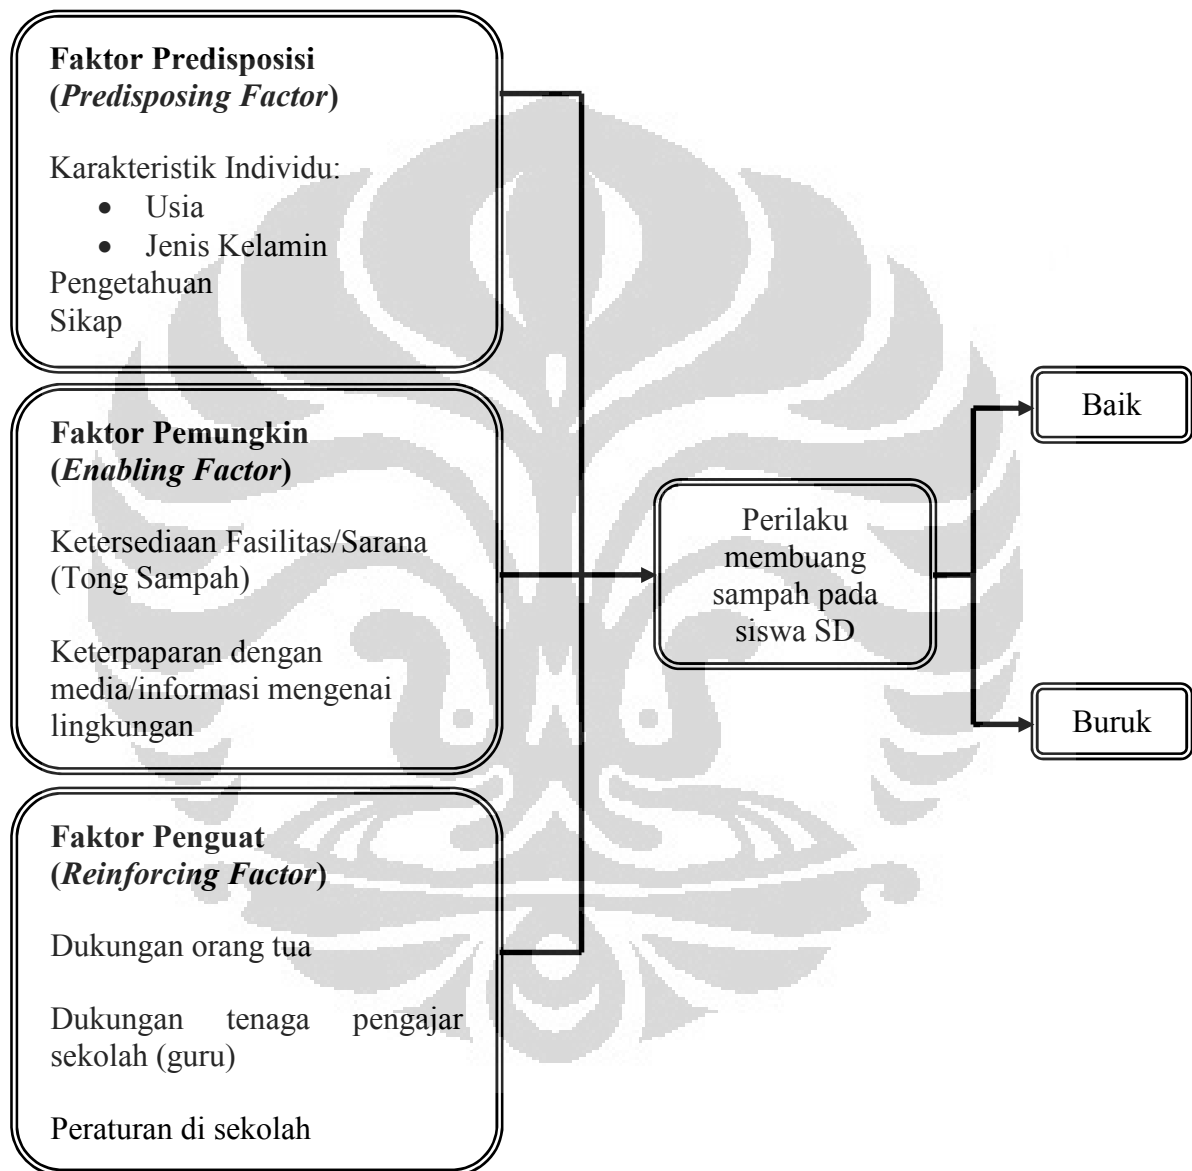 Faktor Predisposisi
(Predisposing Factor)
Karakteristik Individu:
• Usia
• Jenis Kelamin
Pengetahuan
Sikap
Faktor Pemungkin
(Enabling Factor)
Ketersediaan Fasilitas/Sarana
(Tong Sampah)
Keterpaparan dengan
media/informasi mengenai
lingkungan
Faktor Penguat
(Reinforcing Factor)
Dukungan orang tua
Dukungan tenaga pengajar
sekolah (guru)
Peraturan di sekolah
Perilaku
membuang
sampah pada
siswa SD
Baik
Buruk